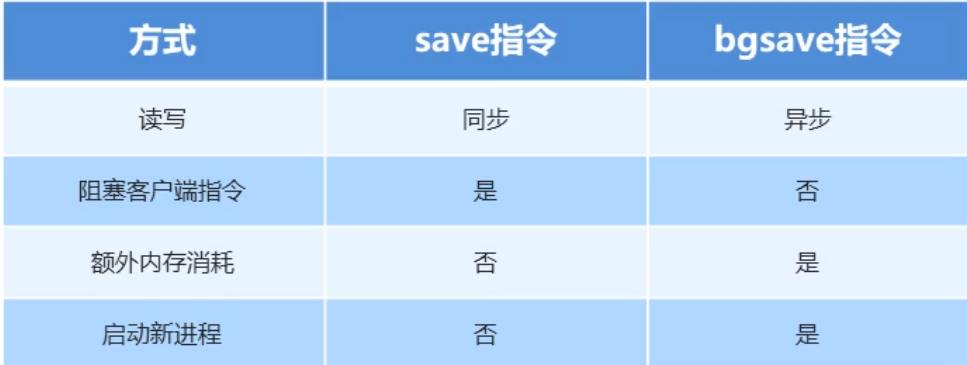 方式 save指令 bgsave指令
读写 同步 异步
阻塞客户端指令 是 否
额外内存消耗 否 是
启动新进程 否 是